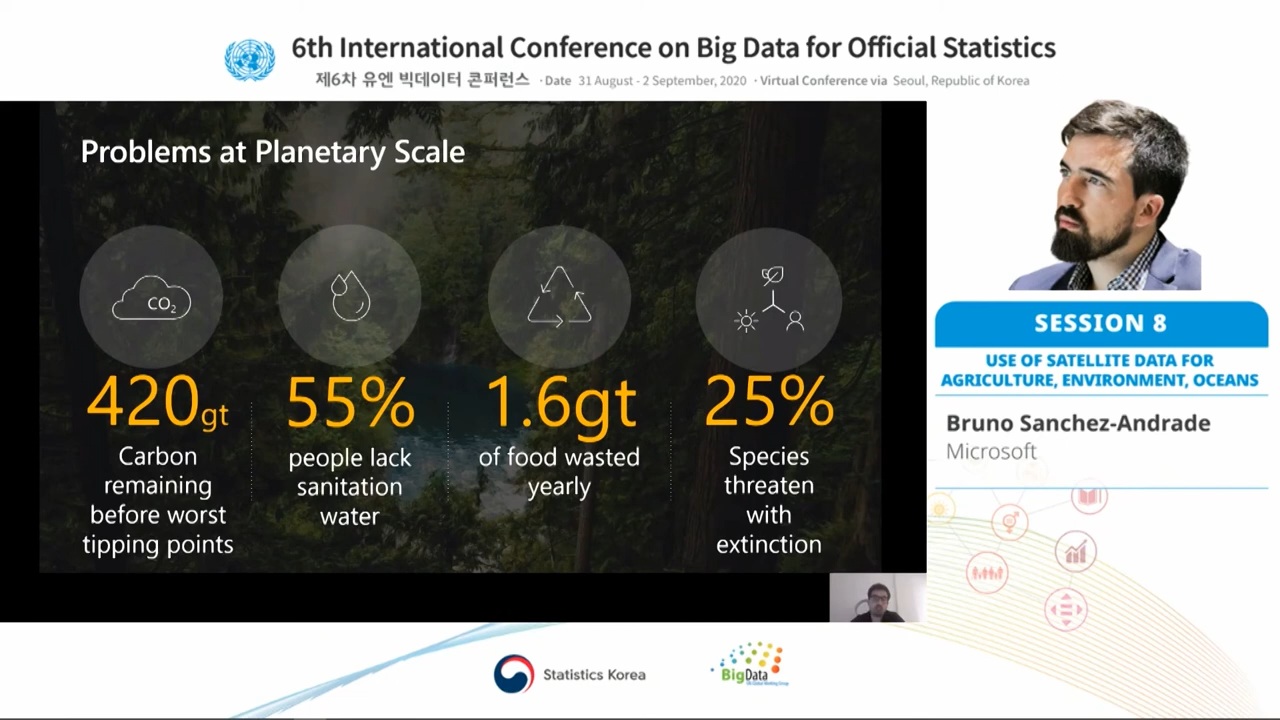 6th International Conference on Big Data for Official Statistics
제6차 유엔 빅데이터 콘퍼런스 · Date 31 August - 2 September, 2020 · Virtual Conference via Seoul, Republic of Korea
Problems at Planetary Scale
CO₂
420gt
Carbon
remaining
before worst
tipping points
55%
people lack
sanitation
water
1.6gt
of food wasted
yearly
25%
Species
threaten
with
extinction
SESSION 8
USE OF SATELLITE DATA FOR
AGRICULTURE, ENVIRONMENT, OCEANS
Bruno Sanchez-Andrade
Microsoft
Statistics Korea
BigData
UN Global Working Group